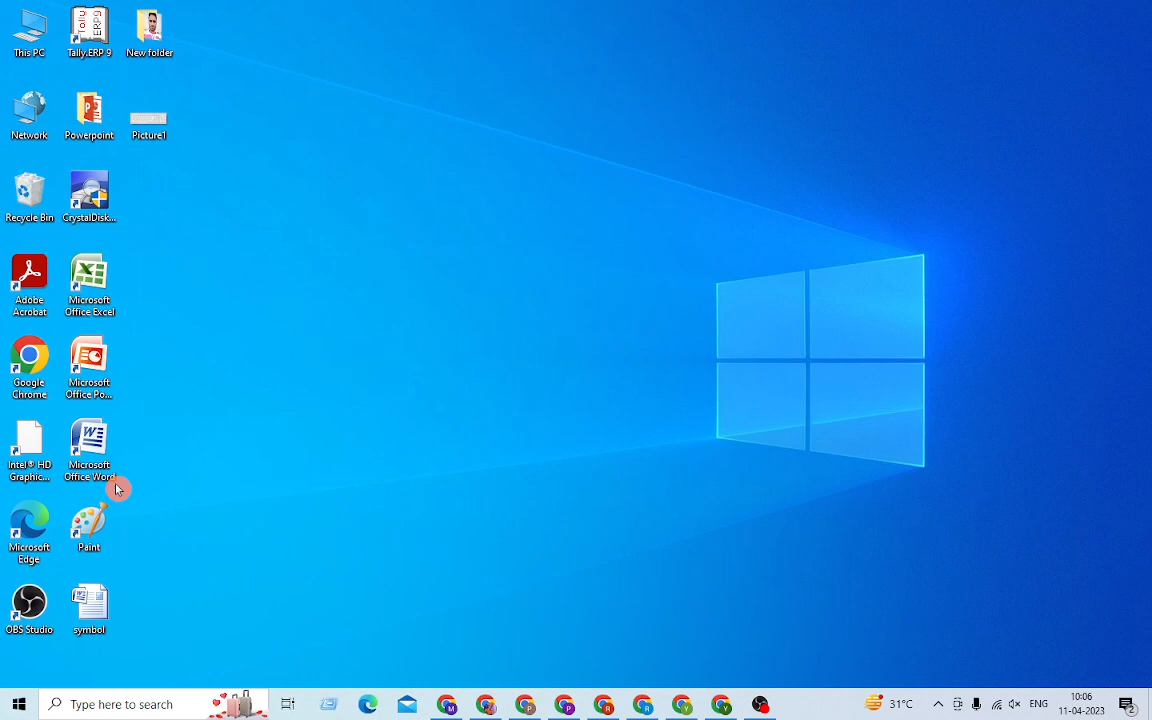 This PC
Tally.ERP 9
New folder
Network
Powerpoint
Picture1
Recycle Bin
CrystalDisk...
Adobe
Acrobat
Microsoft
Office Excel
Google
Chrome
Microsoft
Office Po...
Intel® HD
Graphic...
Microsoft
Office Word
Microsoft
Edge
Paint
OBS Studio
symbol
Type here to search
31°C
ENG
10:06
11-04-2023